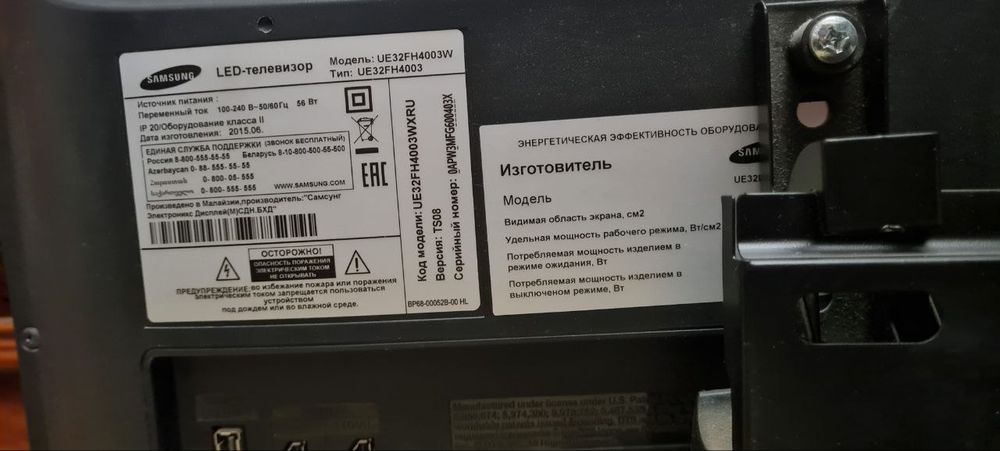 SAMSUNG
LED-телевизор
Модель: UE32FH4003W
Тип: UE32FH4003
Источник питания :
Переменный ток 100-240 В~50/60Гц 56 Вт
IP 20/Оборудование класса II
Дата изготовления : 2015.06.
ЕДИНАЯ СЛУЖБА ПОДДЕРЖКИ (ЗВОНОК БЕСПЛАТНЫЙ)
Россия 8-800-555-55-55 Беларусь 8-10-800-500-55-500
Azerbaycan 0-88-555-55-55
0-800-05-555
0-800-555-555 WWW.SAMSUNG.COM
Произведено в Малайзии,производитель:"Самсунг
Электроникс Дисплей(М)СДН.БХД"
EAC
ОСТОРОЖНО!
ОПАСНОСТЬ ПОРАЖЕНИЯ
ЭЛЕКТРИЧЕСКИМ ТОКОМ
НЕ ОТКРЫВАТЬ
ПРЕДУПРЕЖДЕНИЕ:во избежание пожара или поражения
электрическим током запрещается пользоваться
устройством
под дождем или во влажной среде.
Код модели: UE32FH4003WXRU
Версия: TS08
Серийный номер: 0APW3MFG600403X
BP68-00052B-00 HL
ЭНЕРГЕТИЧЕСКАЯ ЭФФЕКТИВНОСТЬ ОБОРУДОВА
Изготовитель
SAM
Модель
UE32
Видимая область экрана, см2
Удельная мощность рабочего режима, Вт/см2
Потребляемая мощность изделием в
режиме ожидания, Вт
Потребляемая мощность изделием в
выключеном режиме, Вт
Manufactured under license under U.S. Pat